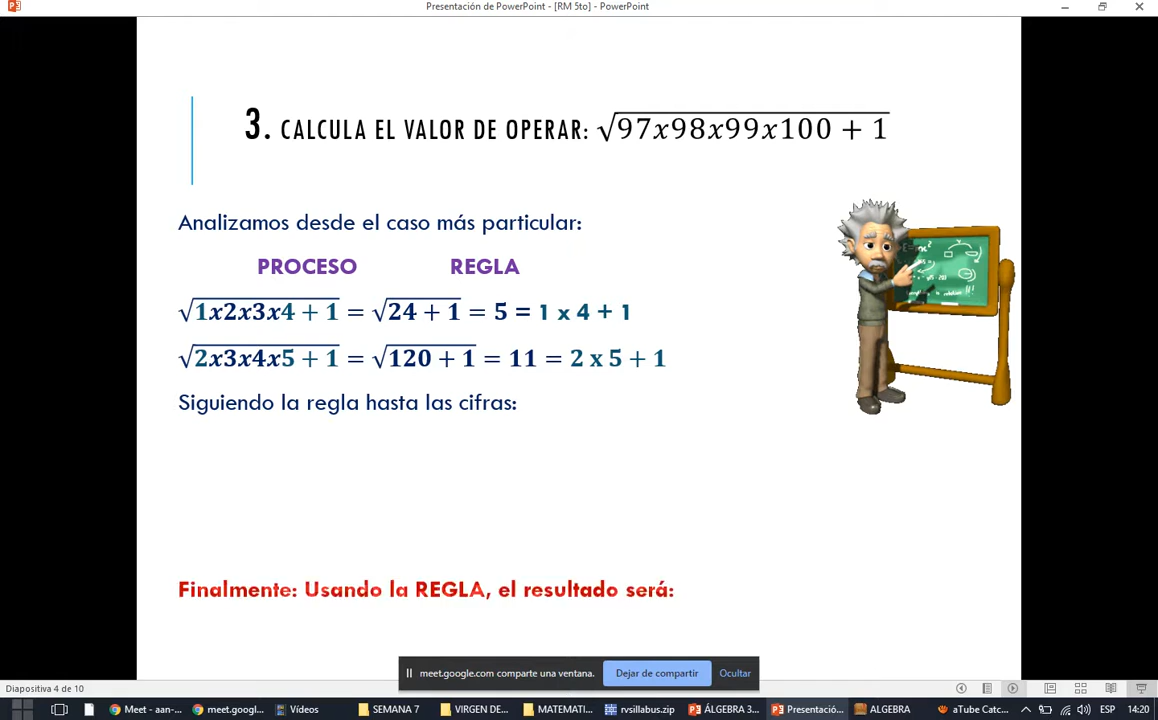 Presentación de PowerPoint - [RM 5to] - PowerPoint
3. CALCULA EL VALOR DE OPERAR: √97x98x99x100 + 1
Analizamos desde el caso más particular:
PROCESO REGLA
√1x2x3x4 + 1 = √24 + 1 = 5 = 1 x 4 + 1
√2x3x4x5 + 1 = √120 + 1 = 11 = 2 x 5 + 1
Siguiendo la regla hasta las cifras:
Finalmente: Usando la REGLA, el resultado será:
meet.google.com comparte una ventana. Dejar de compartir Ocultar
Diapositiva 4 de 10
Meet - aan-... meet.googl... Vídeos SEMANA 7 VIRGEN DE... MATEMATI... rvsillabus.zip ÁLGEBRA 3... Presentació... ALGEBRA aTube Catc... ESP 14:20